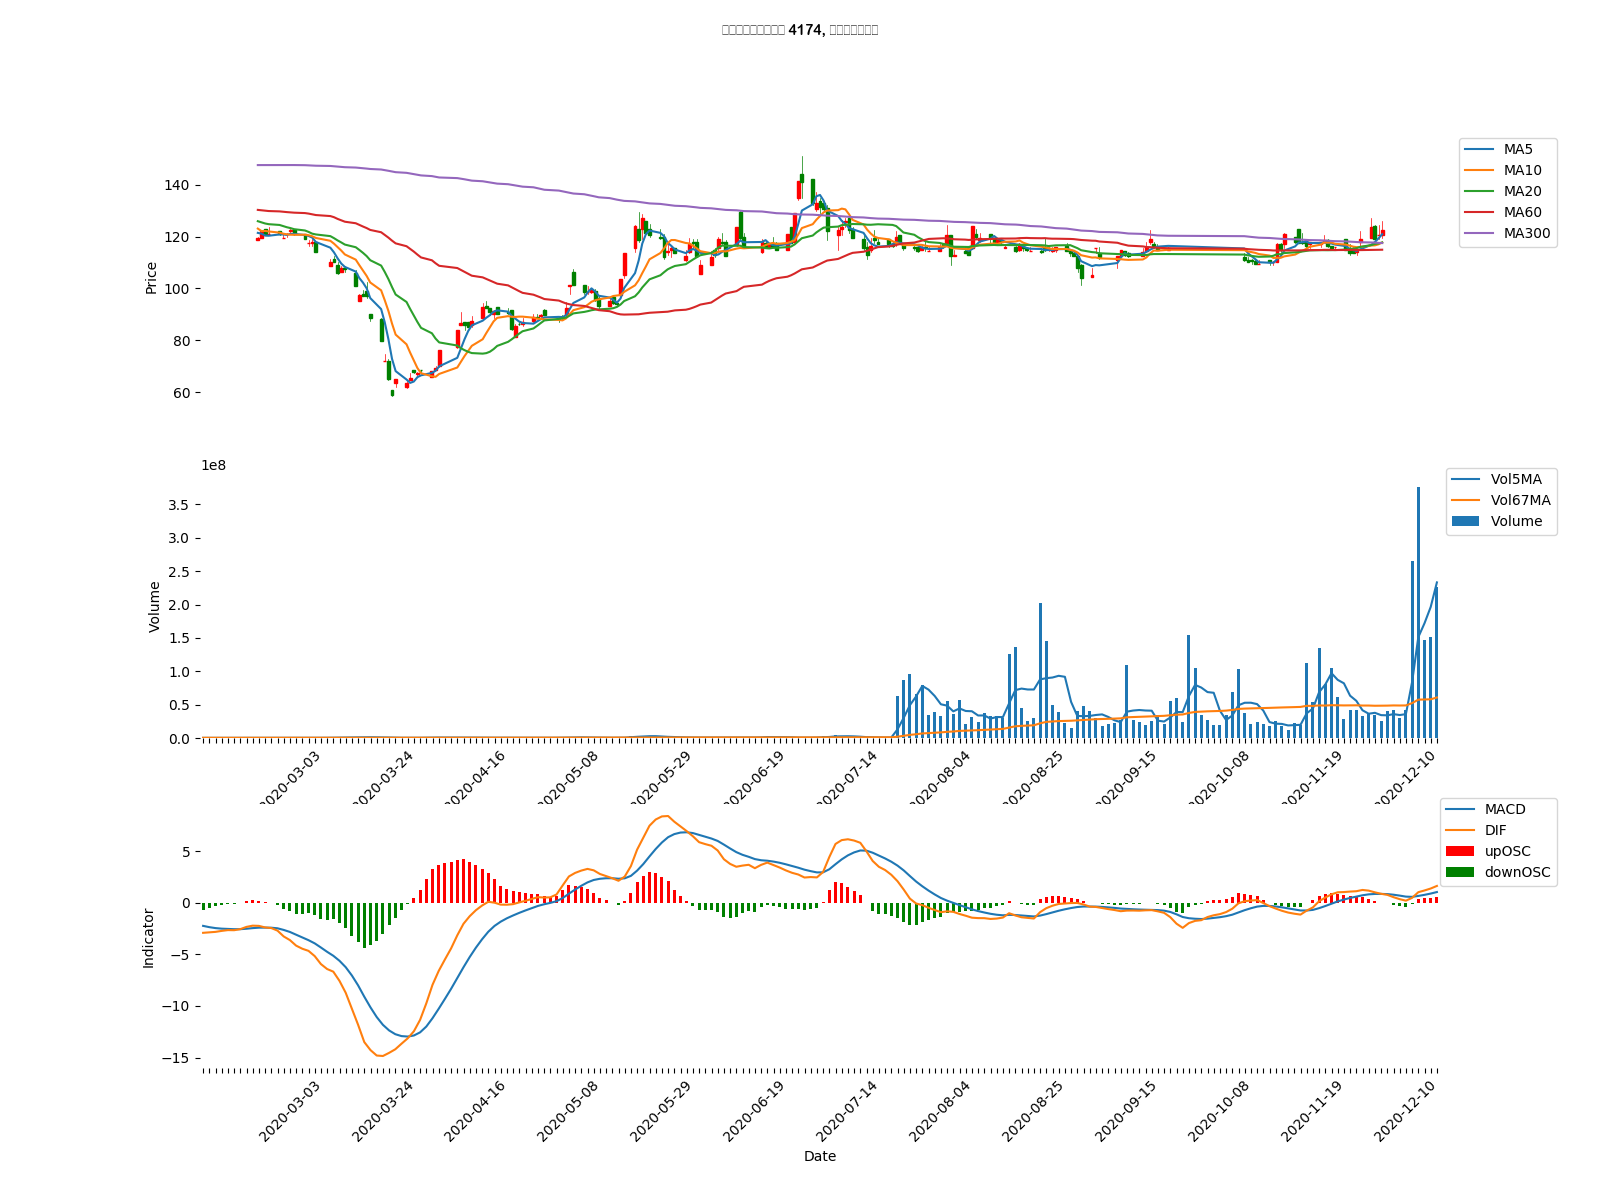 4174,
MA5
MA10
MA20
MA60
MA300
Price
140
120
100
80
60
1e8
Vol5MA
Vol67MA
Volume
Volume
3.5
3.0
2.5
2.0
1.5
1.0
0.5
0.0
2020-03-03 2020-03-24 2020-04-16 2020-05-08 2020-05-29 2020-06-19 2020-07-14 2020-08-04 2020-08-25 2020-09-15 2020-10-08 2020-11-19 2020-12-10
MACD
DIF
upOSC
downOSC
Indicator
5
0
−5
−10
−15
2020-03-03 2020-03-24 2020-04-16 2020-05-08 2020-05-29 2020-06-19 2020-07-14 2020-08-04 2020-08-25 2020-09-15 2020-10-08 2020-11-19 2020-12-10
Date